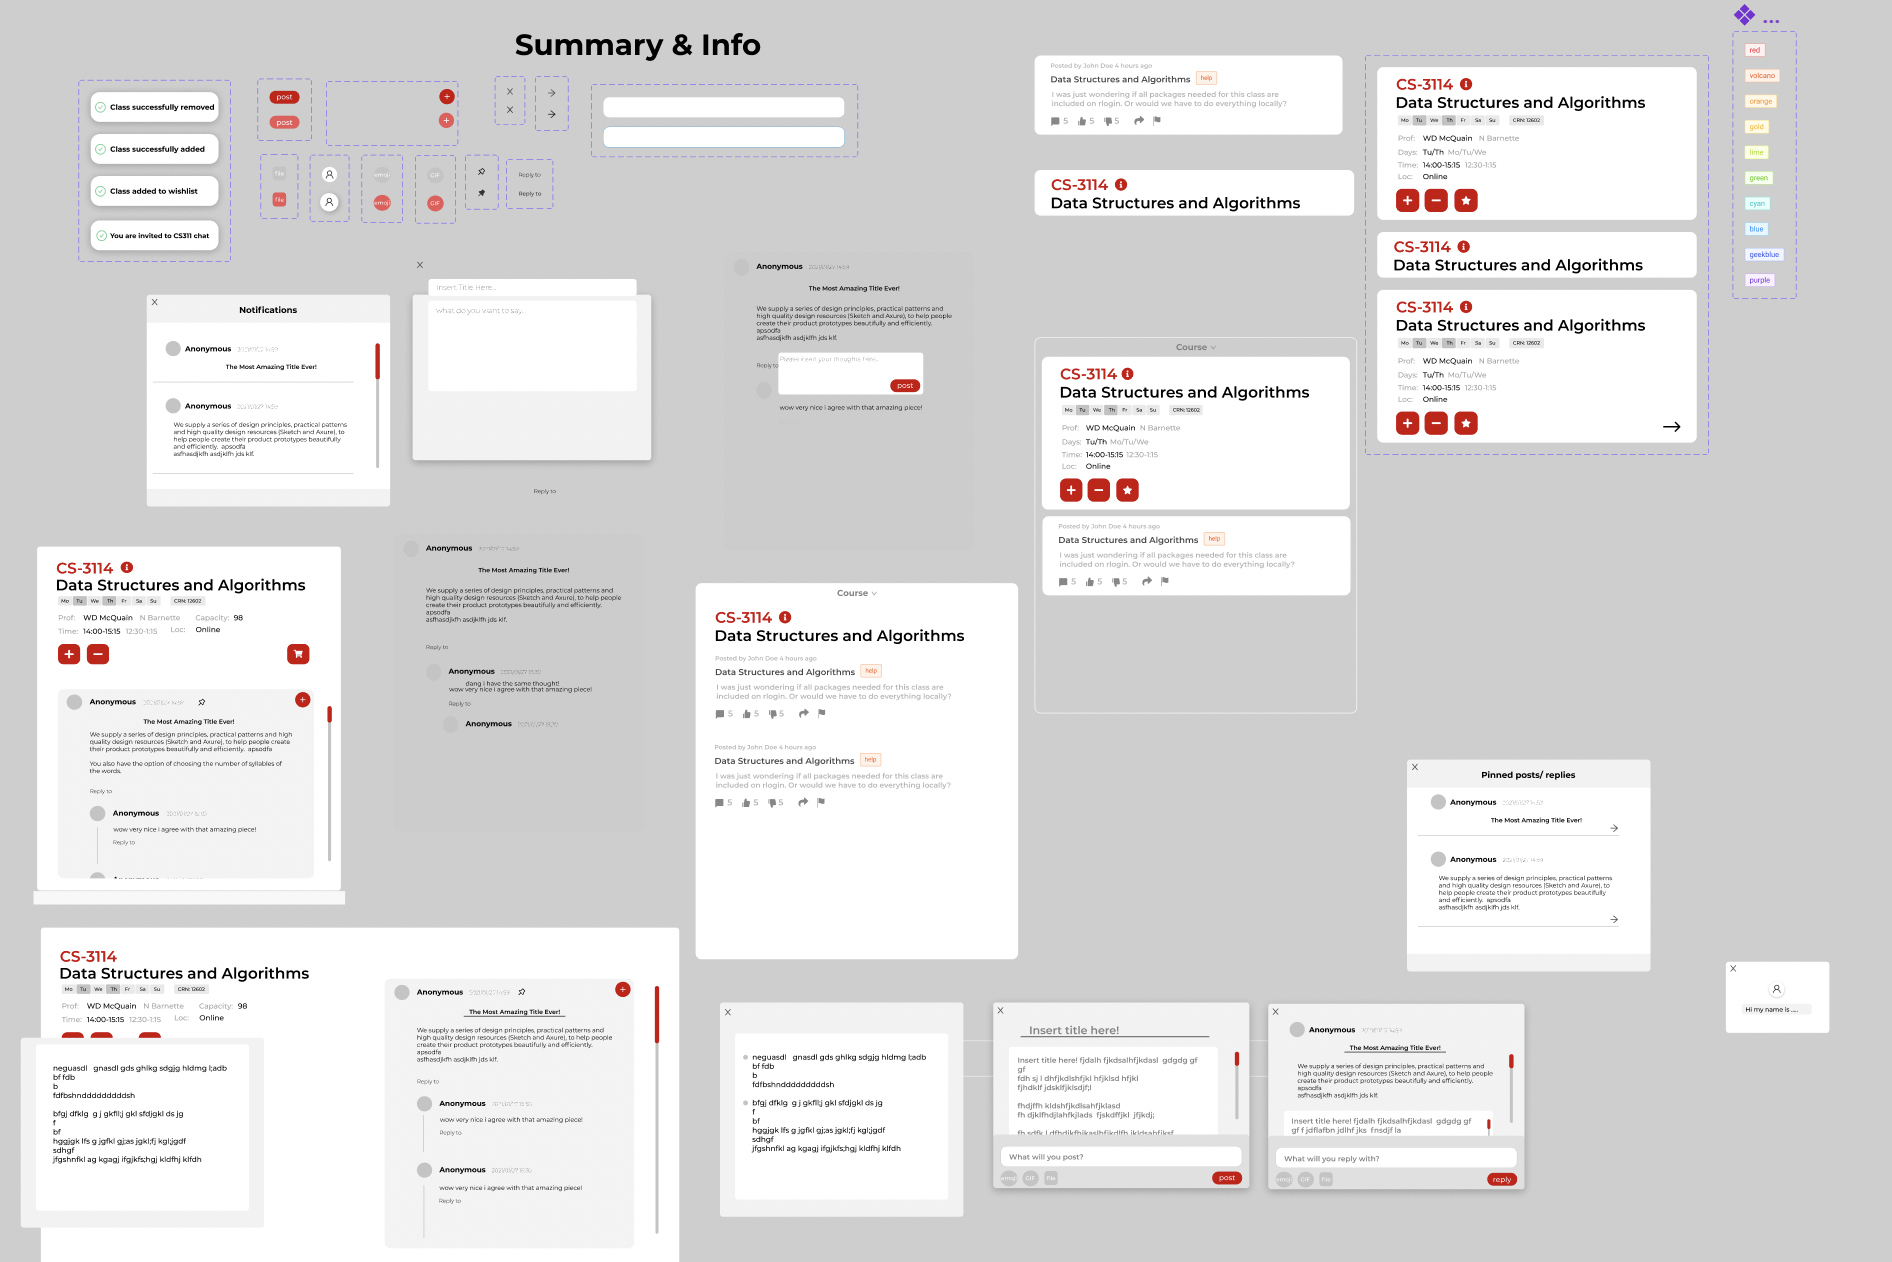 Summary & Info
Class successfully removed
Class successfully added
Class added to wishlist
You are invited to CS311 chat
post
post
file
file
emoji
emoji
GIF
GIF
Reply to
Reply to
Posted by John Doe 4 hours ago
Data Structures and Algorithms help
I was just wondering if all packages needed for this class are
included on rlogin. Or would we have to do everything locally?
5 5 5
CS-3114
Data Structures and Algorithms
CS-3114
Data Structures and Algorithms
Mo Tu We Th Fr Sa Su CRN: 12602
Prof: WD McQuain N Barnette
Days: Tu/Th Mo/Tu/We
Time: 14:00-15:15 12:30-1:15
Loc: Online
CS-3114
Data Structures and Algorithms
CS-3114
Data Structures and Algorithms
Mo Tu We Th Fr Sa Su CRN: 12602
Prof: WD McQuain N Barnette
Days: Tu/Th Mo/Tu/We
Time: 14:00-15:15 12:30-1:15
Loc: Online
...
red
volcano
orange
gold
lime
green
cyan
blue
geekblue
purple
X
Notifications
Anonymous
The Most Amazing Title Ever!
Anonymous
We supply a series of design principles, practical patterns
and high quality design resources (Sketch and Axure), to
help people create their product prototypes beautifully
and efficiently. apsodfa
asfhasdjkfh asdjklfh jds klf.
X
Insert Title Here...
what do you want to say...
Reply to
Anonymous
The Most Amazing Title Ever!
We supply a series of design principles, practical patterns and
high quality design resources (Sketch and Axure), to help people
create their product prototypes beautifully and efficiently.
apsodfa
asfhasdjkfh asdjklfh jds klf.
Reply to
post
wow very nice i agree with that amazing piece!
Course
CS-3114
Data Structures and Algorithms
Mo Tu We Th Fr Sa Su CRN: 12602
Prof: WD McQuain N Barnette
Days: Tu/Th Mo/Tu/We
Time: 14:00-15:15 12:30-1:15
Loc: Online
Posted by John Doe 4 hours ago
Data Structures and Algorithms help
I was just wondering if all packages needed for this class are
included on rlogin. Or would we have to do everything locally?
5 5 5
CS-3114
Data Structures and Algorithms
Mo Tu We Th Fr Sa Su CRN: 12602
Prof: WD McQuain N Barnette Capacity: 98
Time: 14:00-15:15 12:30-1:15 Loc: Online
Anonymous
The Most Amazing Title Ever!
We supply a series of design principles, practical patterns and high
quality design resources (Sketch and Axure), to help people create
their product prototypes beautifully and efficiently. apsodfa
You also have the option of choosing the number of syllables of
the words.
Reply to
Anonymous
wow very nice i agree with that amazing piece!
Reply to
Anonymous
The Most Amazing Title Ever!
We supply a series of design principles, practical patterns and
high quality design resources (Sketch and Axure), to help people
create their product prototypes beautifully and efficiently.
apsodfa
asfhasdjkfh asdjklfh jds klf.
Reply to
Anonymous
dang i have the same thought!
wow very nice i agree with that amazing piece!
Reply to
Anonymous
Course
CS-3114
Data Structures and Algorithms
Posted by John Doe 4 hours ago
Data Structures and Algorithms help
I was just wondering if all packages needed for this class are
included on rlogin. Or would we have to do everything locally?
5 5 5
Posted by John Doe 4 hours ago
Data Structures and Algorithms help
I was just wondering if all packages needed for this class are
included on rlogin. Or would we have to do everything locally?
5 5 5
X
Pinned posts/ replies
Anonymous
The Most Amazing Title Ever!
Anonymous
We supply a series of design principles, practical patterns
and high quality design resources (Sketch and Axure), to
help people create their product prototypes beautifully
and efficiently. apsodfa
asfhasdjkfh asdjklfh jds klf.
X
Hi my name is ....
CS-3114
Data Structures and Algorithms
Mo Tu We Th Fr Sa Su CRN: 12602
Prof: WD McQuain N Barnette Capacity: 98
Time: 14:00-15:15 12:30-1:15 Loc: Online
neguasdl gnasdl gds ghlkg sdgjg hldmg l;adb
bf fdb
b
fdfbshndddddddddsh
bfgj dfklg g j gkfll;j gkl sfdjgkl ds jg
f
bf
hggjgk lfs g jgfkl gj;as jgkl;fj kgl;jgdf
sdhgf
jfgshnfkl ag kgagj ifgjkfs;hgj kldfhj klfdh
Anonymous
The Most Amazing Title Ever!
We supply a series of design principles, practical patterns and
high quality design resources (Sketch and Axure), to help people
create their product prototypes beautifully and efficiently.
apsodfa
asfhasdjkfh asdjklfh jds klf.
Reply to
Anonymous
wow very nice i agree with that amazing piece!
Reply to
Anonymous
wow very nice i agree with that amazing piece!
Reply to
X
neguasdl gnasdl gds ghlkg sdgjg hldmg l;adb
bf fdb
b
fdfbshndddddddddsh
bfgj dfklg g j gkfll;j gkl sfdjgkl ds jg
f
bf
hggjgk lfs g jgfkl gj;as jgkl;fj kgl;jgdf
sdhgf
jfgshnfkl ag kgagj ifgjkfs;hgj kldfhj klfdh
X
Insert title here!
Insert title here! fjdalh fjkdsalhfjkdasl gdgdg gf
gf
fdh sj l dhfjkdlshfjkl hfjklsd hfjkl
fjhdklf jdsklfjklsdjf;l
fhdjffh kldshfjkdlsahfjklasd
fh djklfhdjlahfkjlads fjskdffjkl jfjkdj;
What will you post?
emoji GIF file post
X
Anonymous
The Most Amazing Title Ever!
We supply a series of design principles, practical patterns
and high quality design resources (Sketch and Axure), to help people
create their product prototypes beautifully and efficiently.
apsodfa
asfhasdjkfh asdjklfh jds klf.
Insert title here! fjdalh fjkdsalhfjkdasl gdgdg gf
gf f jdflafbn jdlhf jks fnsdjf la
What will you reply with?
emoji GIF file reply